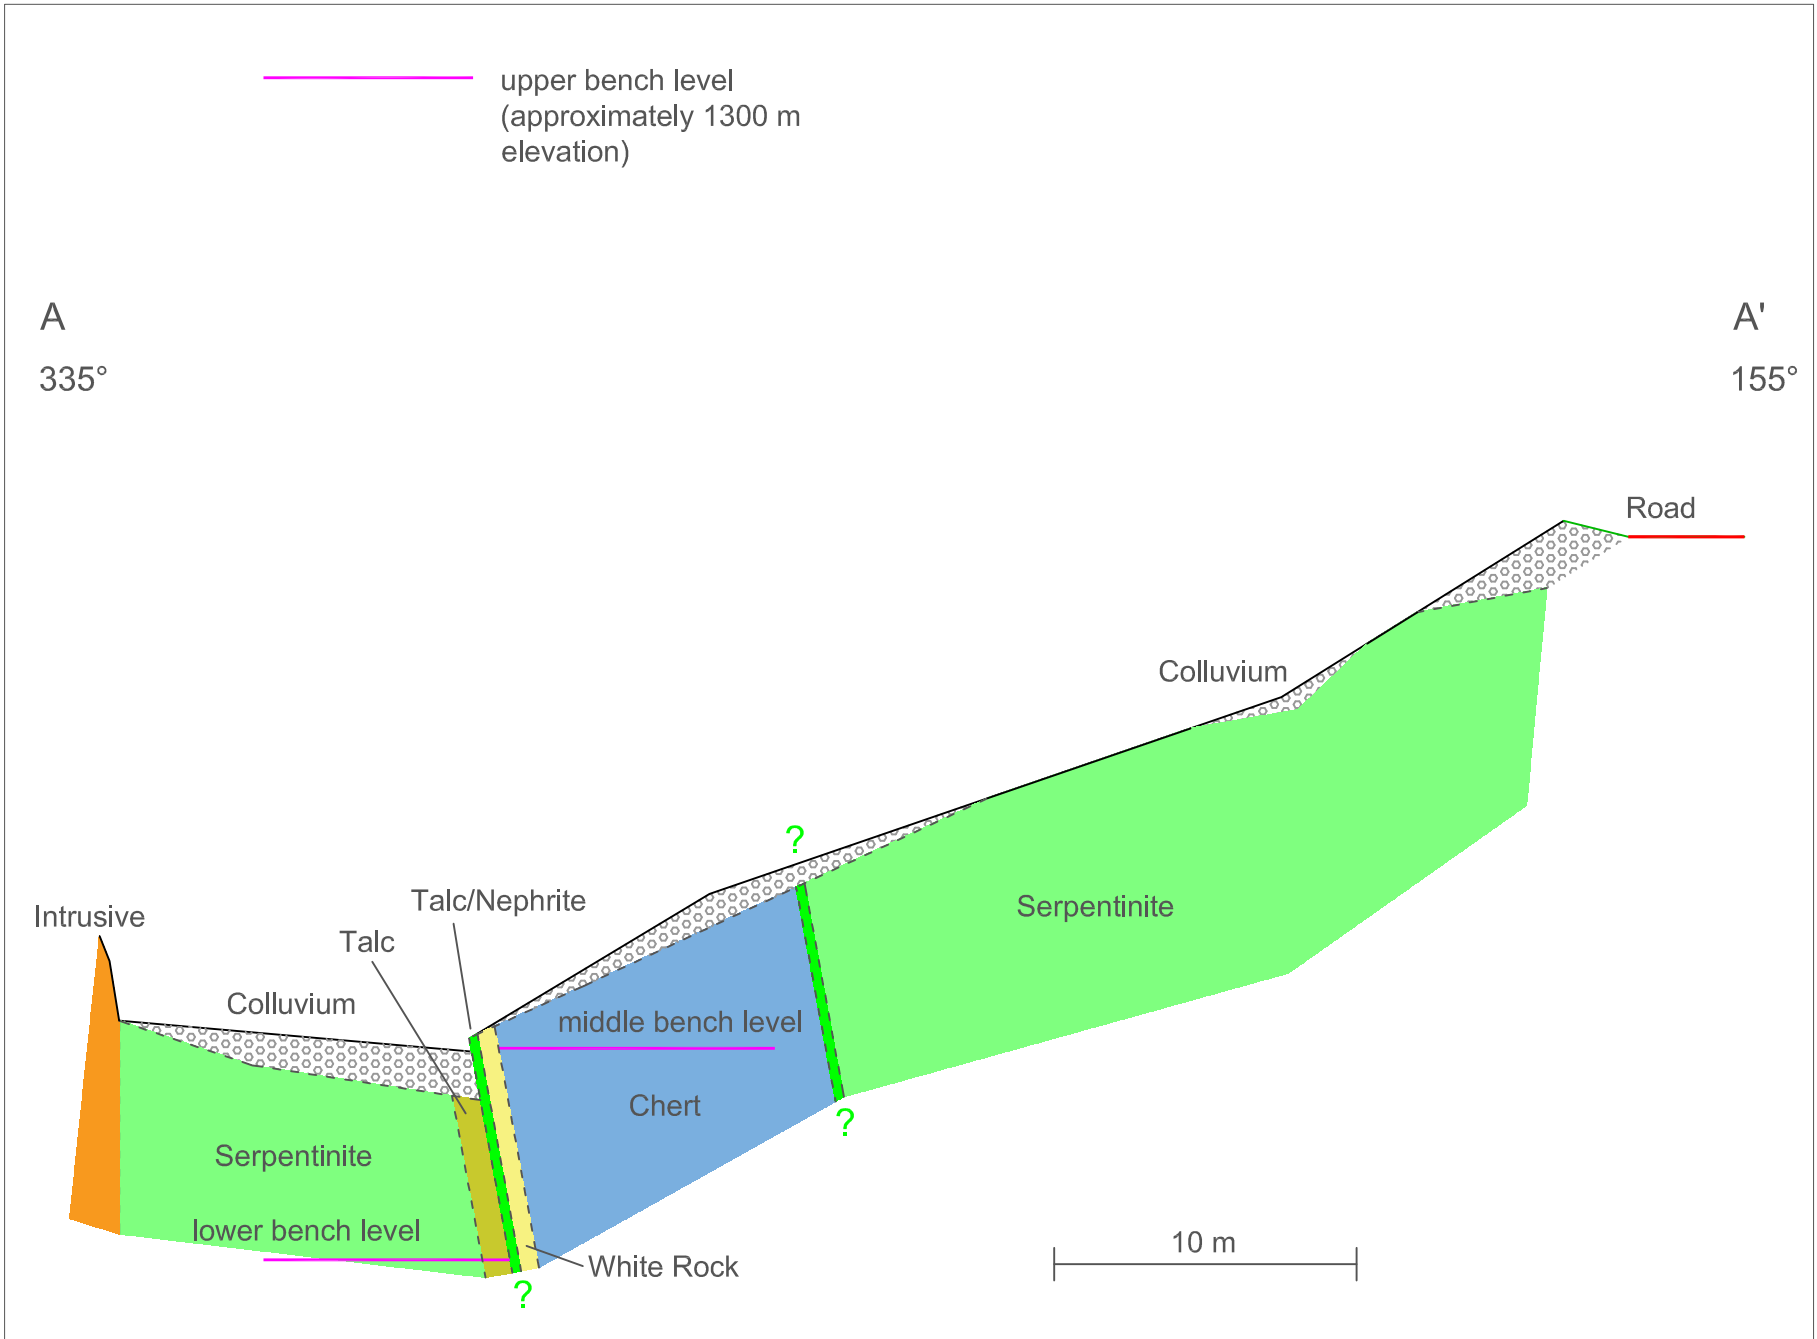 upper bench level
(approximately 1300 m
elevation)
A
A'
335°
155°
Road
Colluvium
?
Talc/Nephrite
Serpentinite
Intrusive
Talc
Colluvium
middle bench level
Chert
?
Serpentinite
lower bench level
10 m
White Rock
?